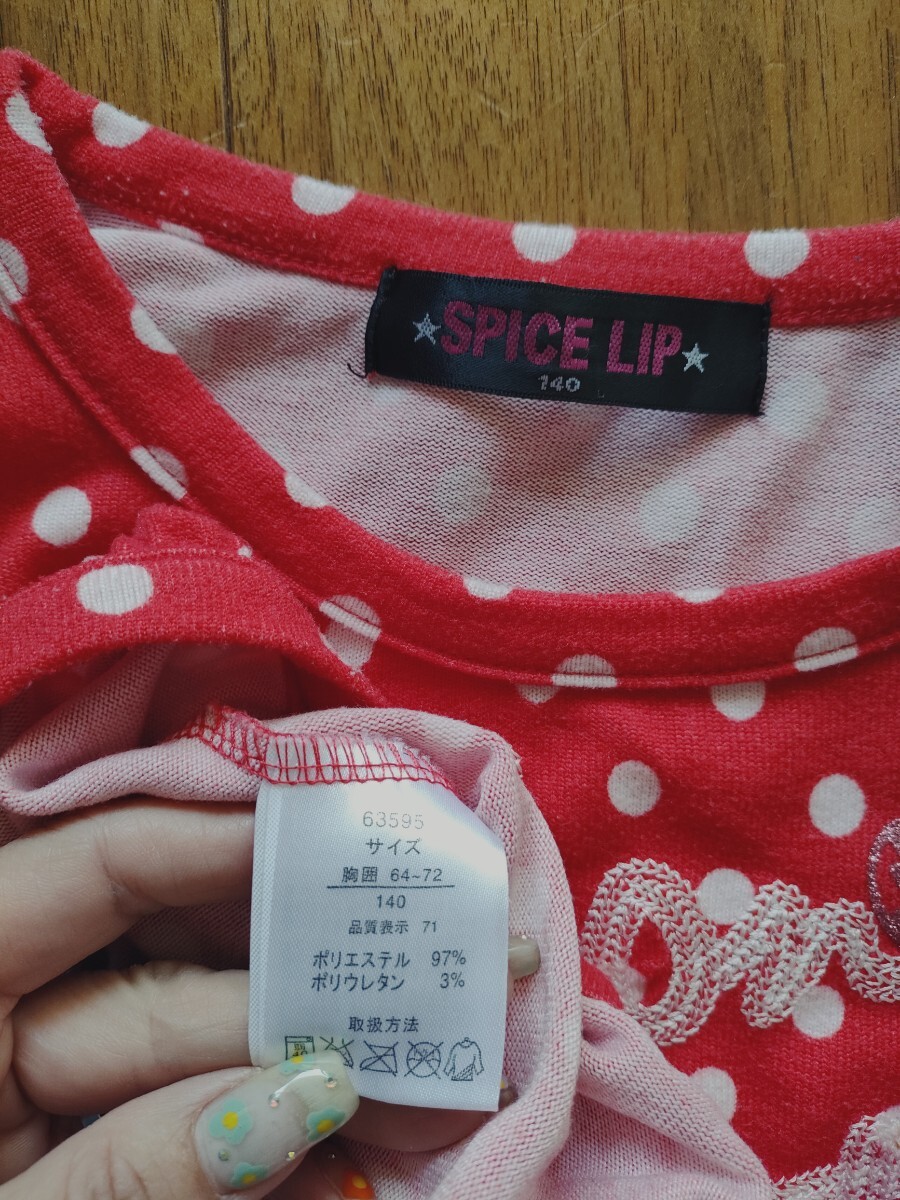 ★SPICE LIP★
140
63595
サイズ
胸囲 64~72
140
品質表示 71
ポリエステル 97%
ポリウレタン 3%
取扱方法